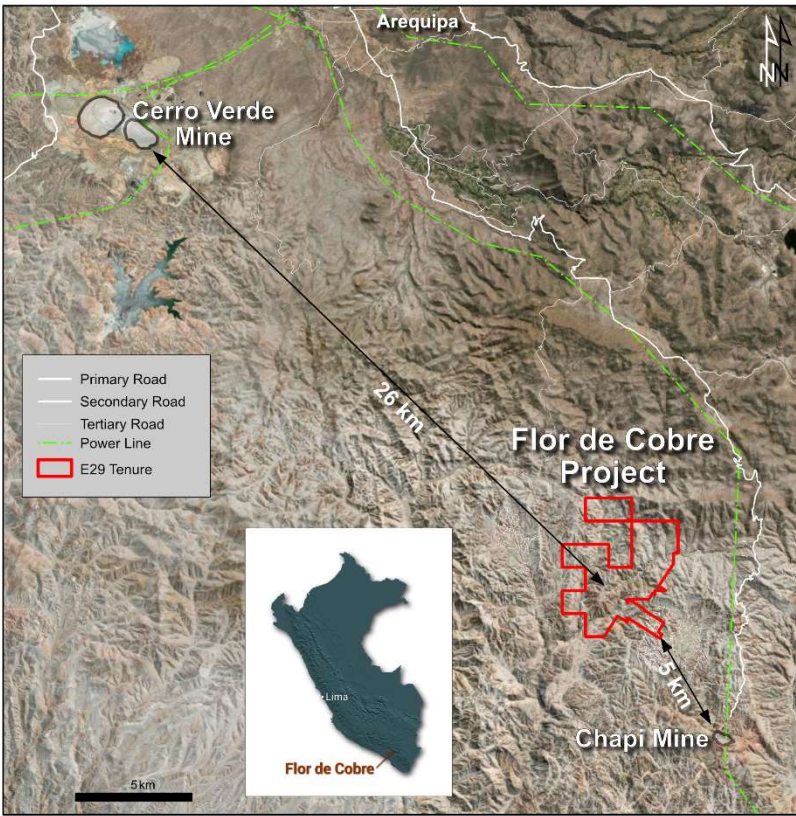 Arequipa
N
Cerro Verde
Mine
26 km
Primary Road
Secondary Road
Tertiary Road
Power Line
E29 Tenure
Flor de Cobre
Project
Lima
Flor de Cobre
5 km
Chapi Mine
5 km